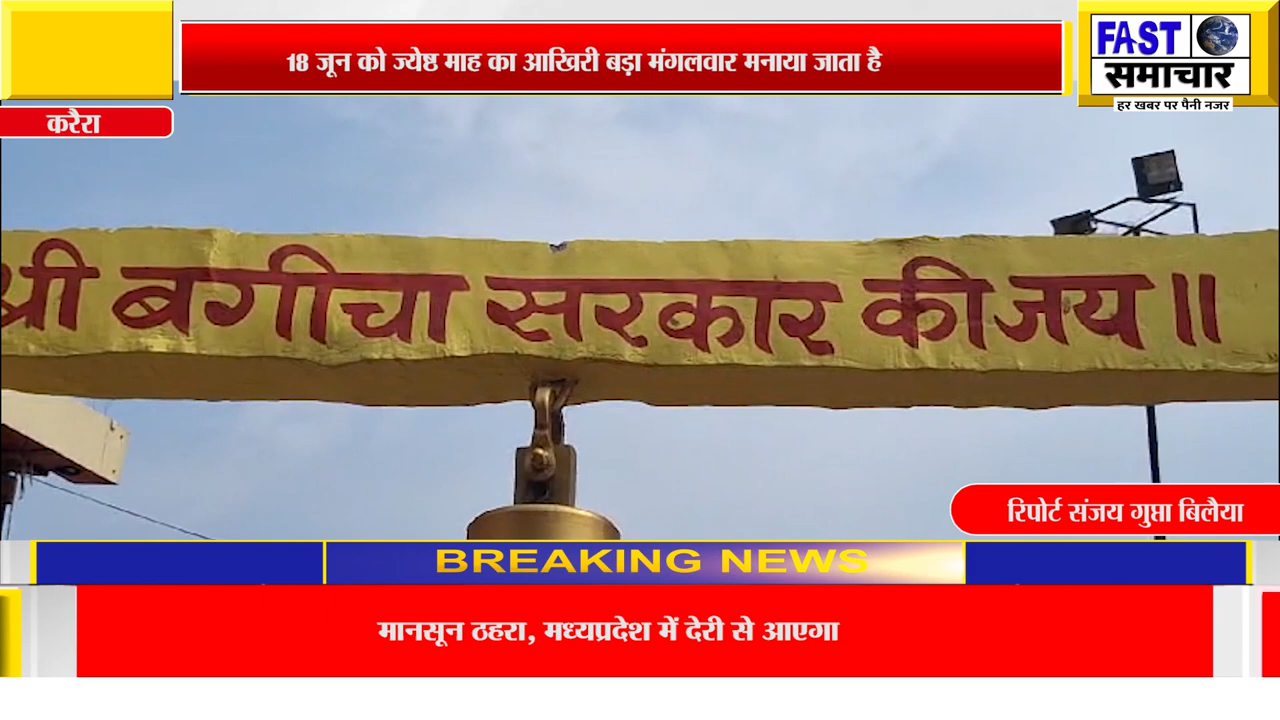 18 जून को ज्येष्ठ माह का आखिरी बड़ा मंगलवार मनाया जाता है
FAST
समाचार
हर खबर पर पैनी नजर
करैरा
श्री बगीचा सरकार की जय ॥
रिपोर्ट संजय गुप्ता बिलैया
BREAKING NEWS
मानसून ठहरा, मध्यप्रदेश में देरी से आएगा